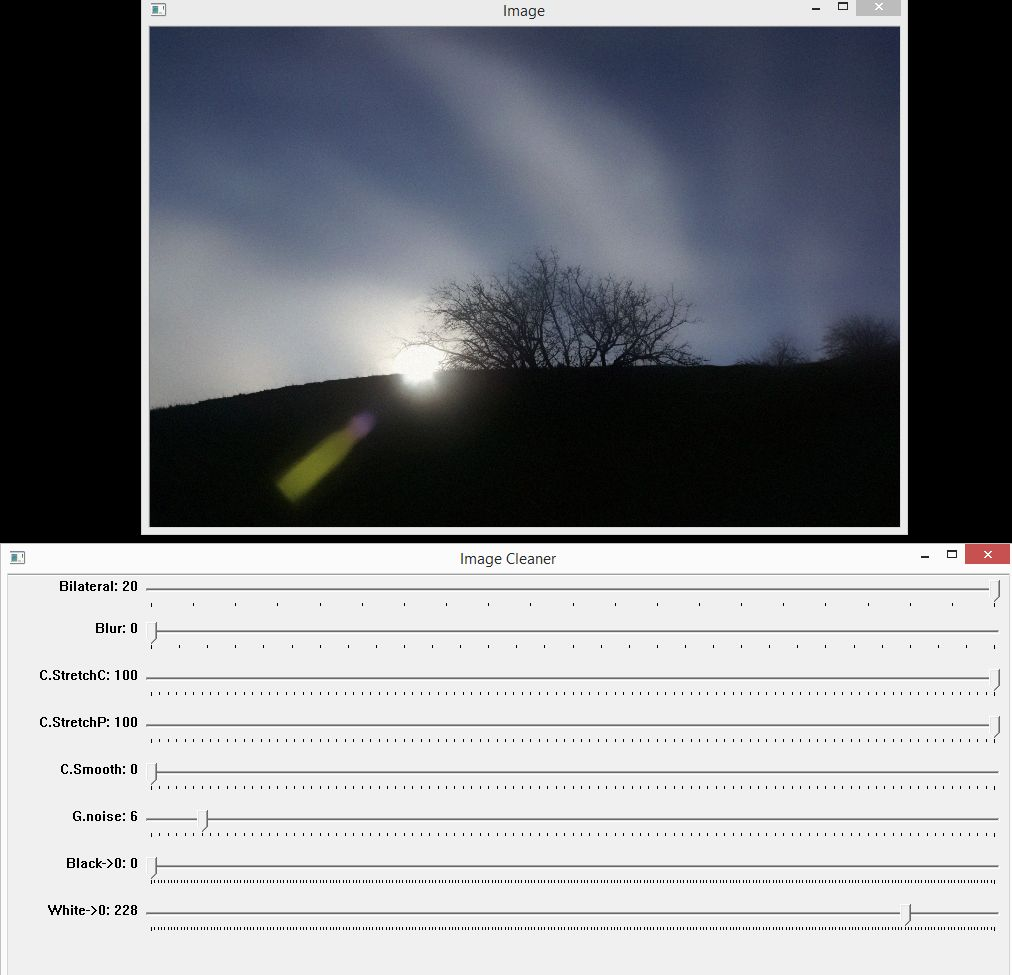 Image
Image Cleaner
Bilateral: 20
Blur: 0
C.StretchC: 100
C.StretchP: 100
C.Smooth: 0
G.noise: 6
Black->0: 0
White->0: 228